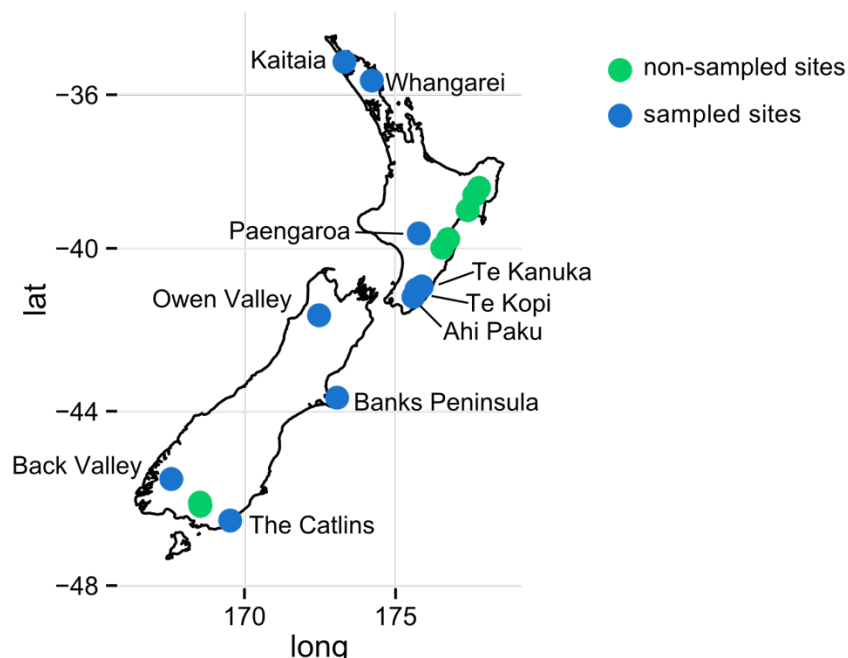 Kaitaia
Whangarei
non-sampled sites
sampled sites
−36
Paengaroa
−40
Te Kanuka
Te Kopi
Ahi Paku
Owen Valley
lat
Banks Peninsula
−44
Back Valley
The Catlins
−48
170
175
long